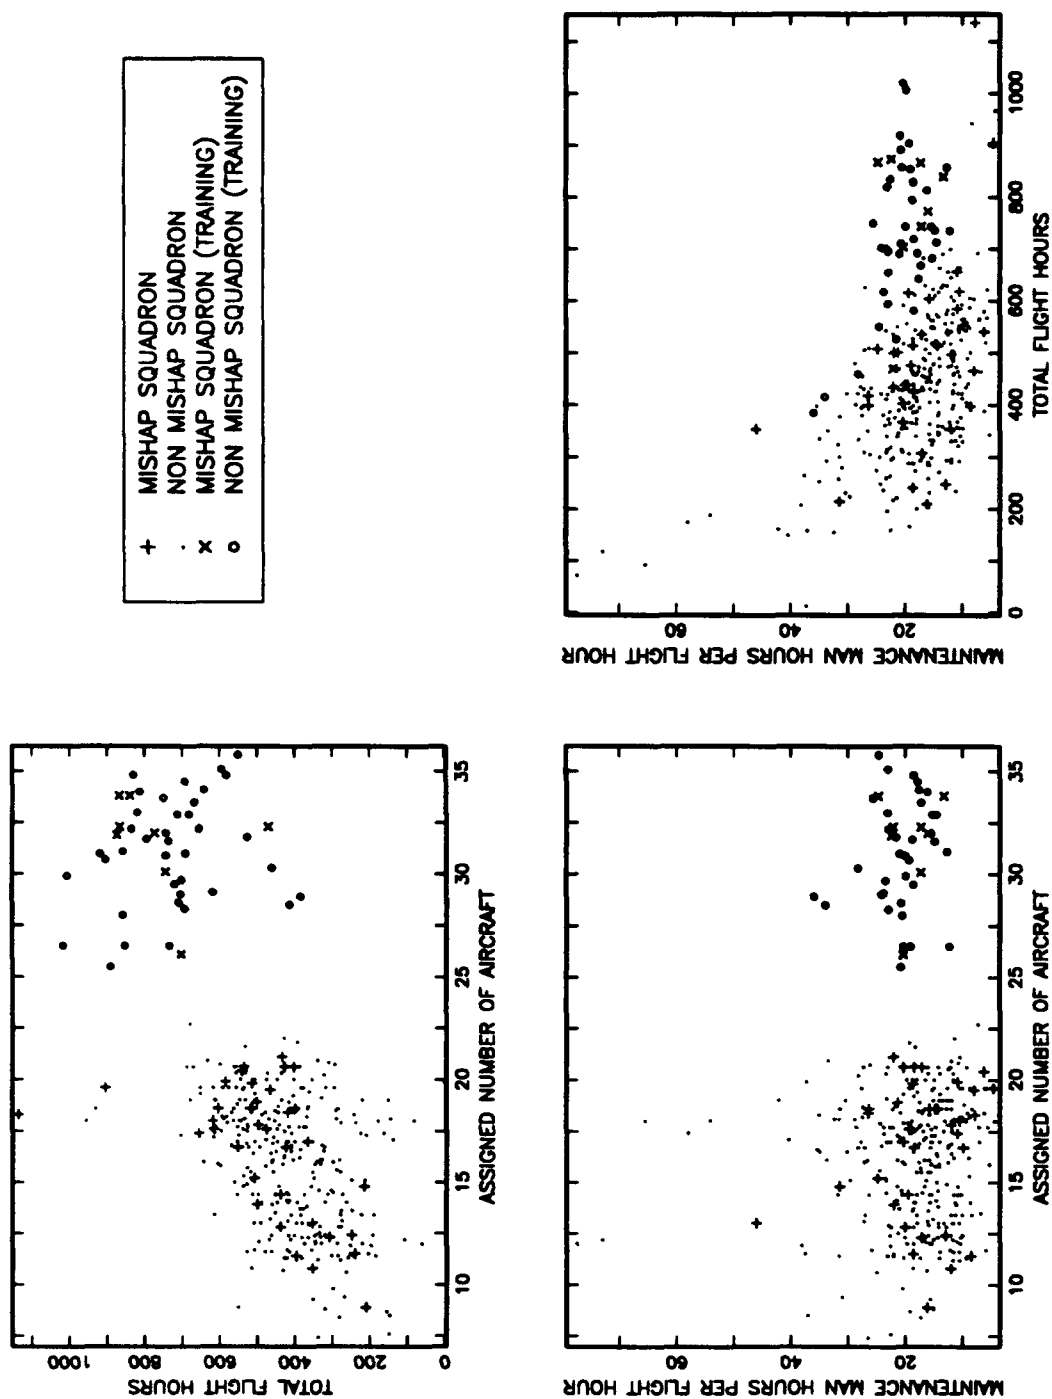 + MISHAP SQUADRON
. NON MISHAP SQUADRON
x MISHAP SQUADRON (TRAINING)
o NON MISHAP SQUADRON (TRAINING)
TOTAL FLIGHT HOURS
0 200 400 600 800 1000
ASSIGNED NUMBER OF AIRCRAFT
10 15 20 25 30 35
MAINTENANCE MAN HOURS PER FLIGHT HOUR
20 40 60
ASSIGNED NUMBER OF AIRCRAFT
10 15 20 25 30 35
MAINTENANCE MAN HOURS PER FLIGHT HOUR
20 40 60
TOTAL FLIGHT HOURS
0 200 400 600 800 1000